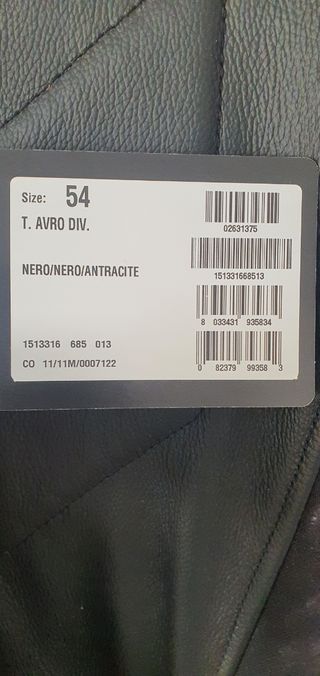 Size: 54
T. AVRO DIV.
NERO/NERO/ANTRACITE
1513316 685 013
CO 11/11M/0007122
02631375
151331668513
8 033431 935834
0 82379 99358 3